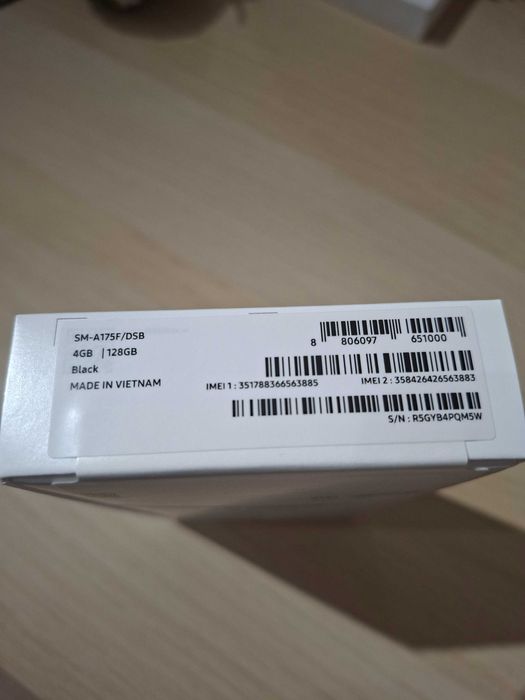 SM-A175F/DSB
4GB | 128GB
Black
MADE IN VIETNAM
8 806097 651000
IMEI 1 : 351788366563885
IMEI 2 : 358426426563883
S/N : R5GYB4PQM5W